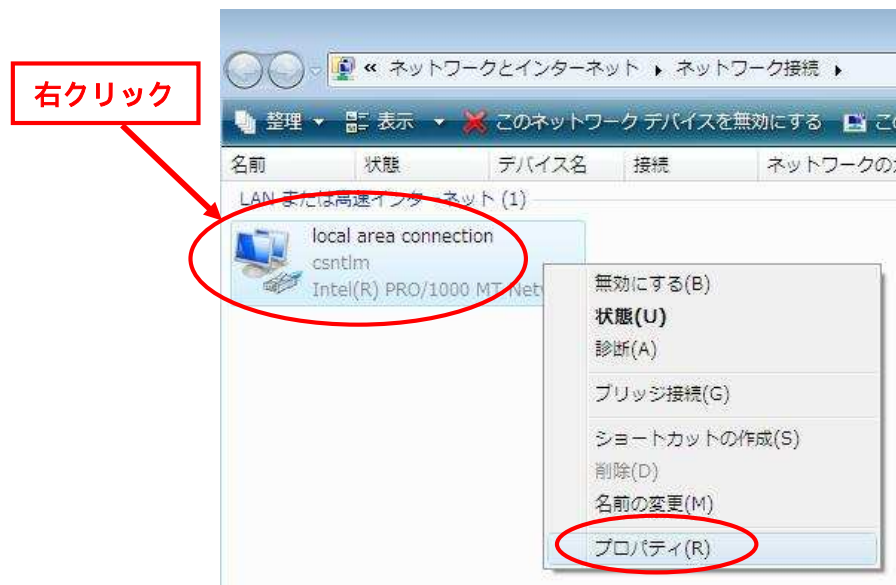 « ネットワークとインターネット ▸ ネットワーク接続 ▸
右クリック
整理 ▼ 表示 ▼ このネットワーク デバイスを無効にする
名前 状態 デバイス名 接続 ネットワークの
LAN または高速インターネット (1)
local area connection
csntlm
Intel(R) PRO/1000 MT Netw
無効にする(B)
状態(U)
診断(A)
ブリッジ接続(G)
ショートカットの作成(S)
削除(D)
名前の変更(M)
プロパティ(R)